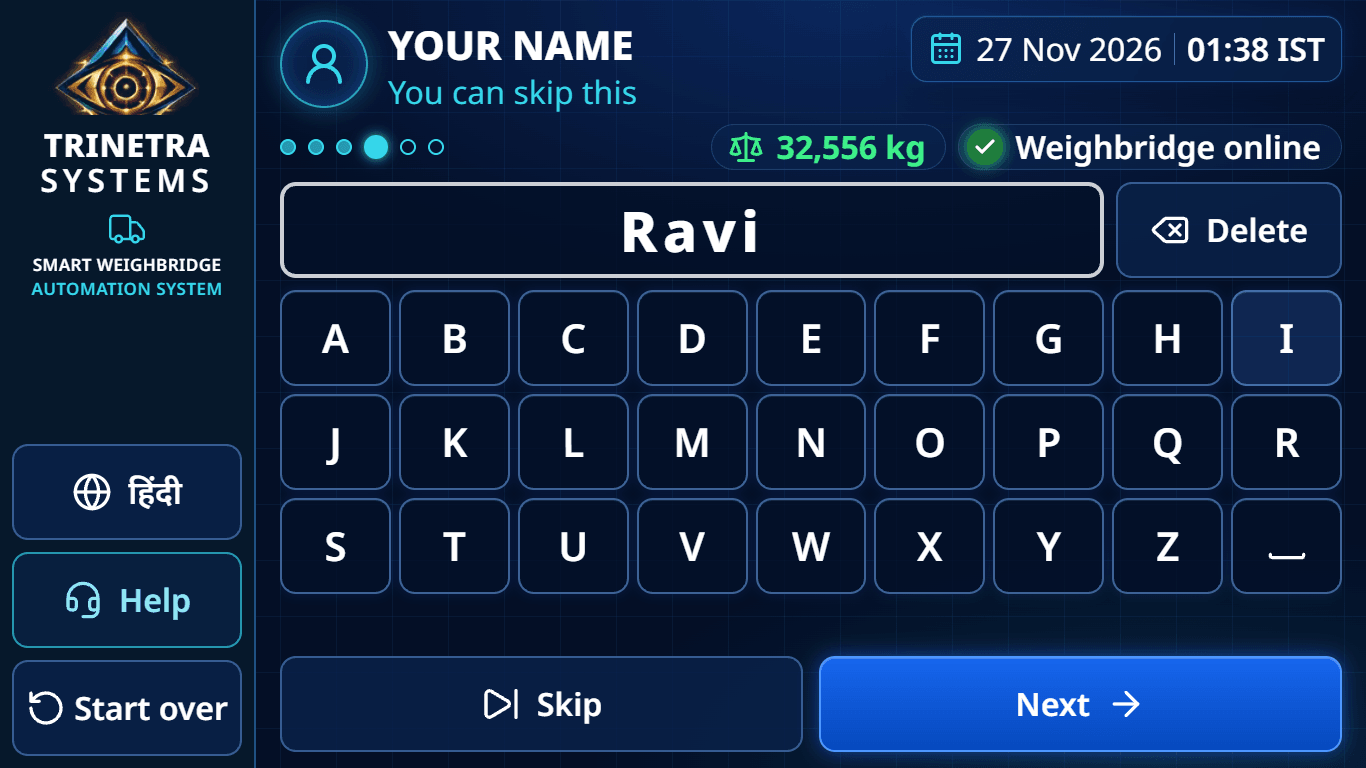 TRINETRA
SYSTEMS
SMART WEIGHBRIDGE
AUTOMATION SYSTEM
हिंदी
Help
Start over
YOUR NAME
You can skip this
27 Nov 2026 01:38 IST
32,556 kg
Weighbridge online
Ravi
Delete
A B C D E F G H I
J K L M N O P Q R
S T U V W X Y Z
Skip
Next